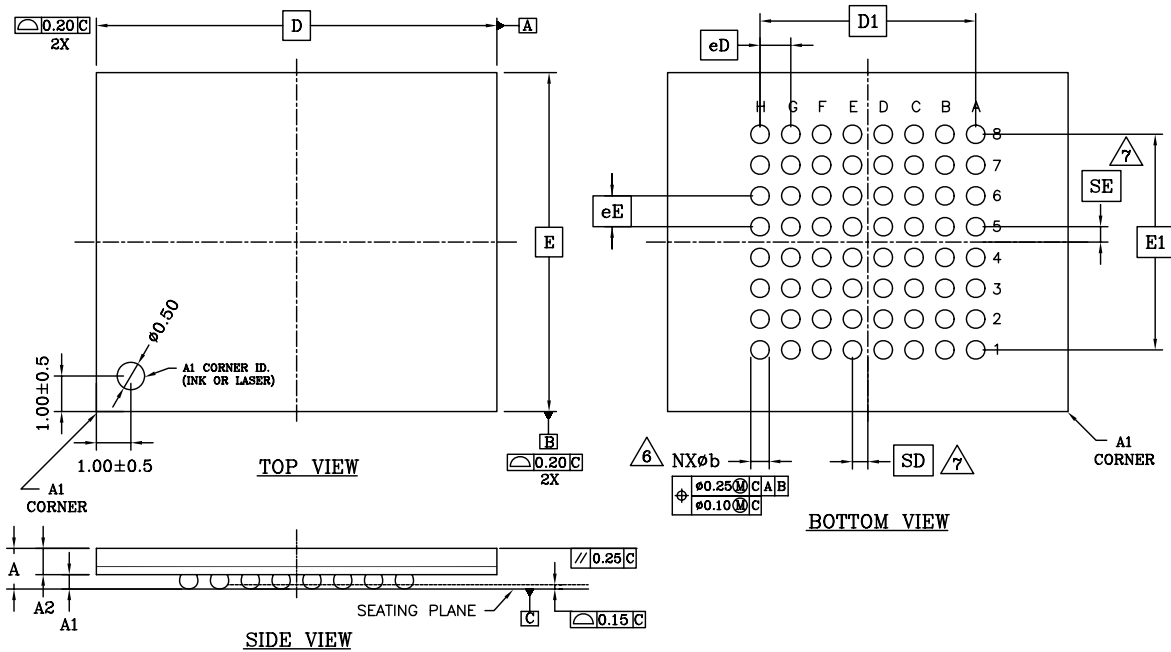 ⌓ 0.20 C
2X
D
A
E
ø0.50
A1 CORNER ID.
(INK OR LASER)
1.00±0.5
1.00±0.5
A1
CORNER
TOP VIEW
B
⌓ 0.20 C
2X
D1
eD
H G F E D C B A
8
7
6
5
4
3
2
1
7
SE
eE
E1
6
NXøb
⌖ ø0.25 Ⓜ C A B
ø0.10 Ⓜ C
SD
7
A1
CORNER
BOTTOM VIEW
A
A2
A1
// 0.25 C
SEATING PLANE
C
⌓ 0.15 C
SIDE VIEW